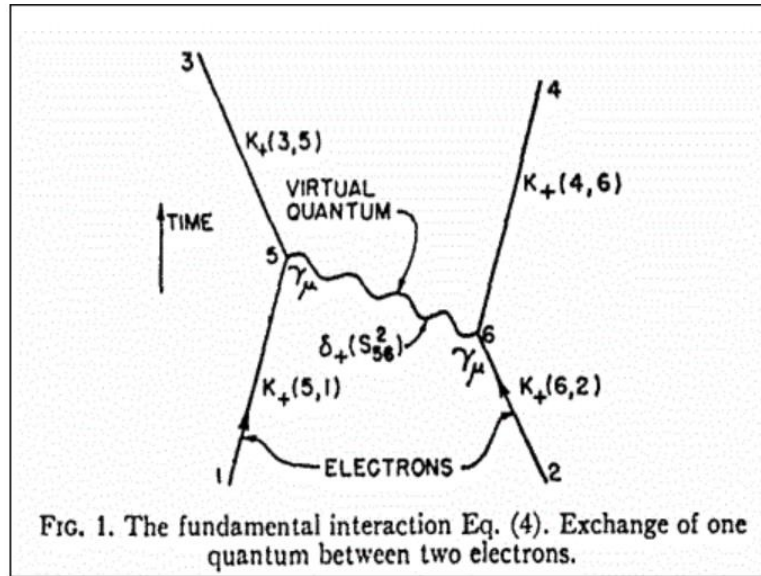 3
4
K₊(3,5)
VIRTUAL
QUANTUM
K₊(4,6)
TIME
5
γμ
6
δ₊(S²₅₆)
γμ
K₊(5,1)
K₊(6,2)
1
ELECTRONS
2
FIG. 1. The fundamental interaction Eq. (4). Exchange of one
quantum between two electrons.